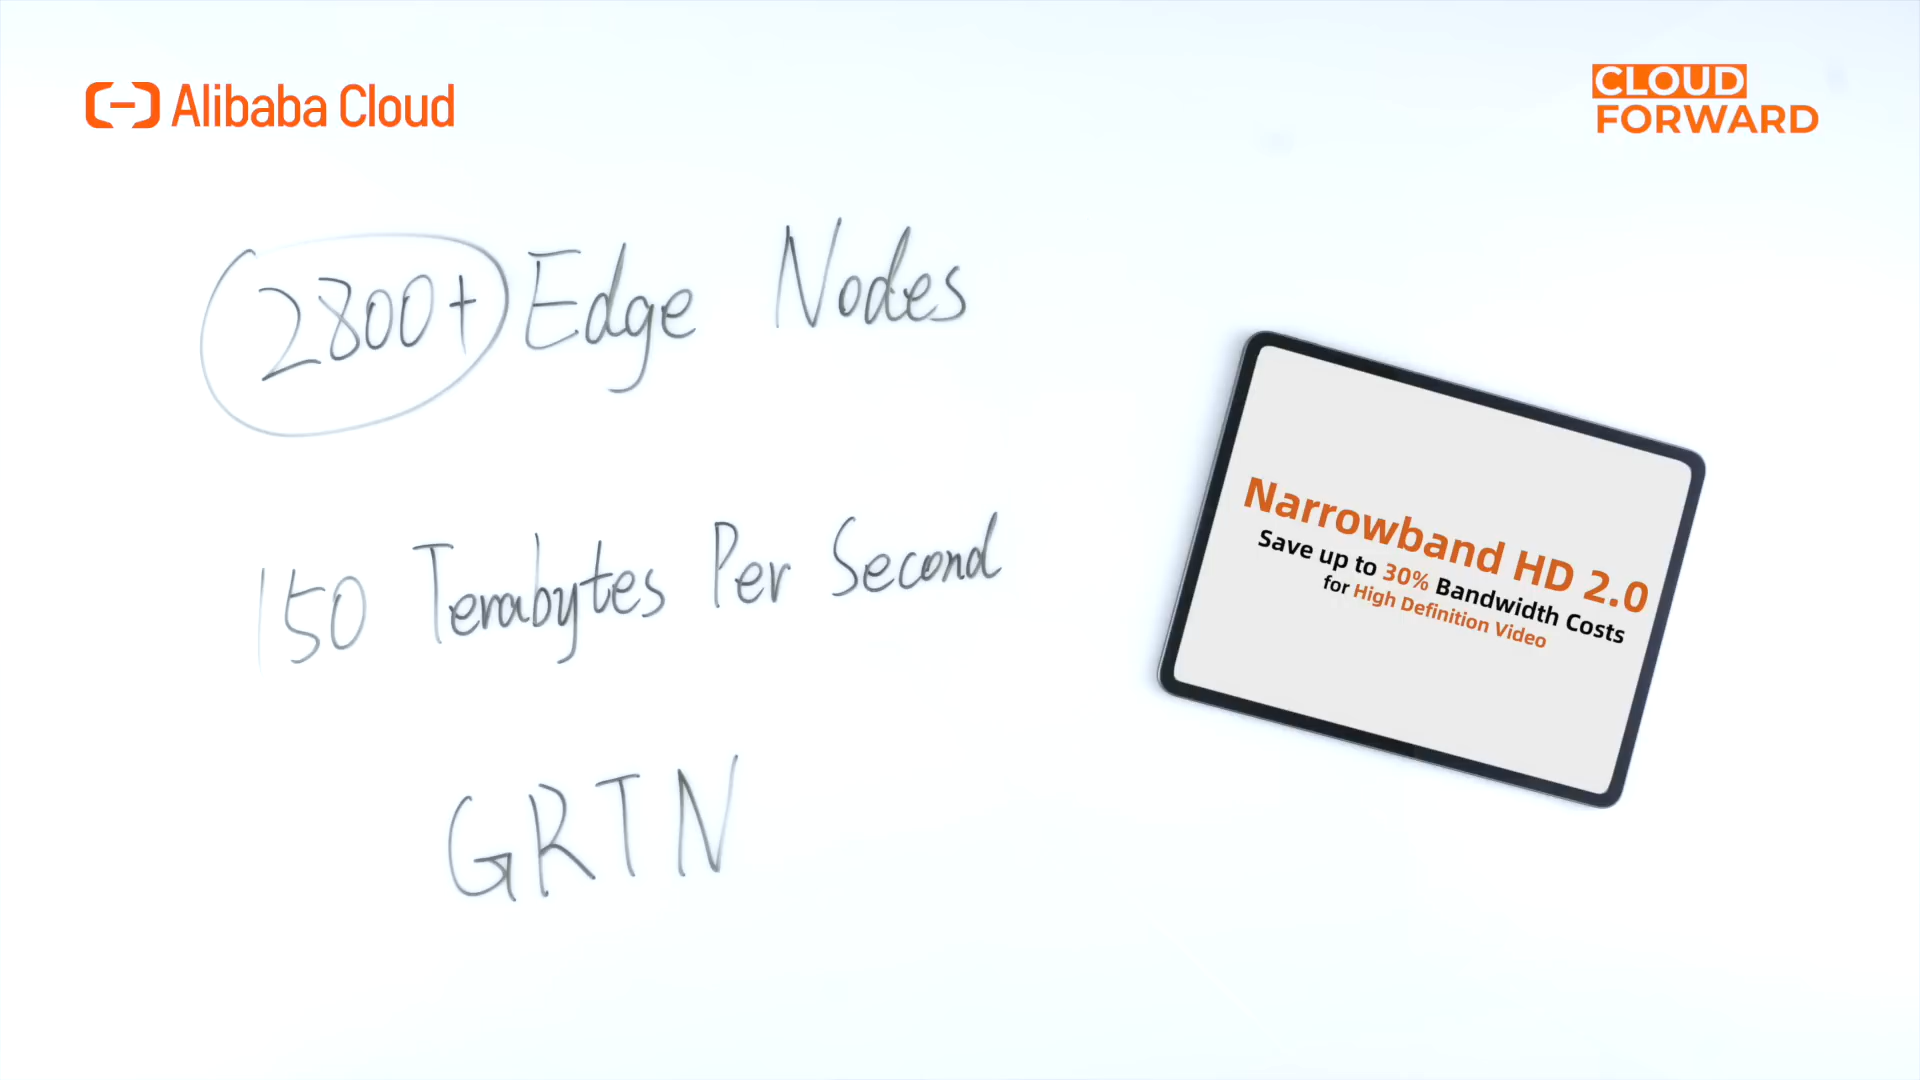 Alibaba Cloud
CLOUD
FORWARD
2800+ Edge Nodes
150 Terabytes Per Second
GRTN
Narrowband HD 2.0
Save up to 30% Bandwidth Costs
for High Definition Video